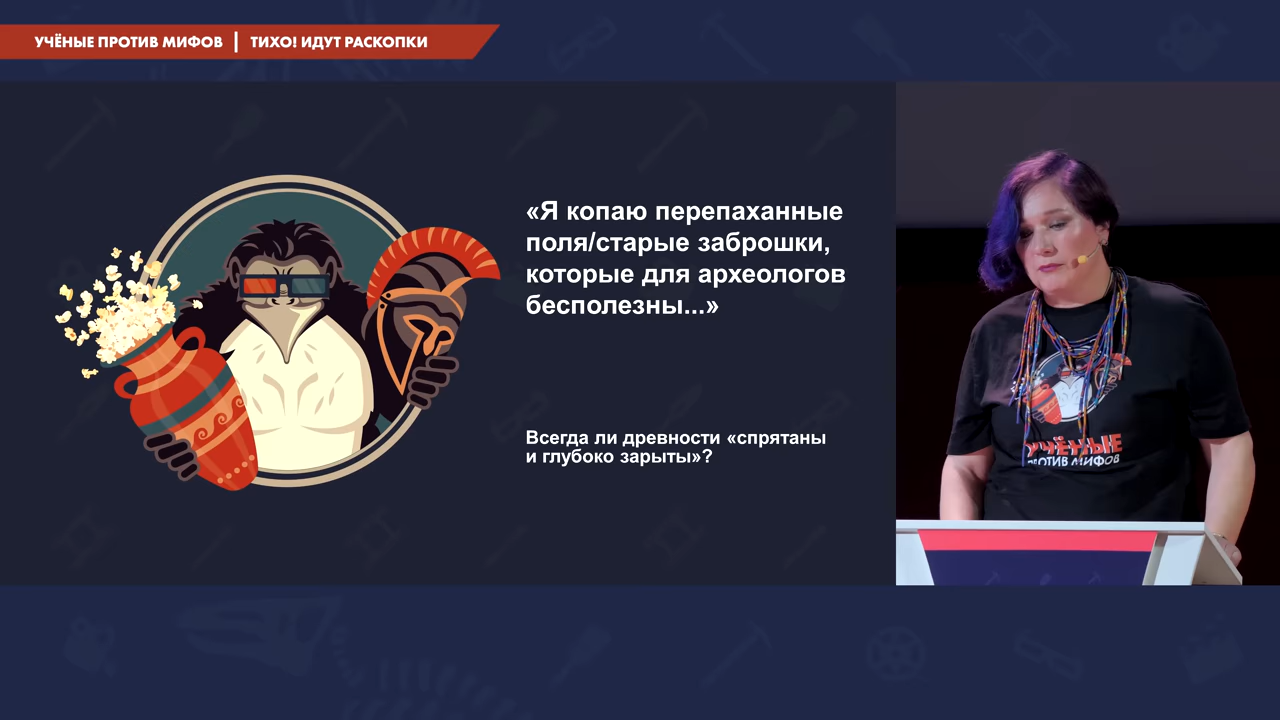 УЧЁНЫЕ ПРОТИВ МИФОВ | ТИХО! ИДУТ РАСКОПКИ
«Я копаю перепаханные
поля/старые заброшки,
которые для археологов
бесполезны...»
Всегда ли древности «спрятаны
и глубоко зарыты»?
УЧЁНЫЕ
ПРОТИВ МИФОВ